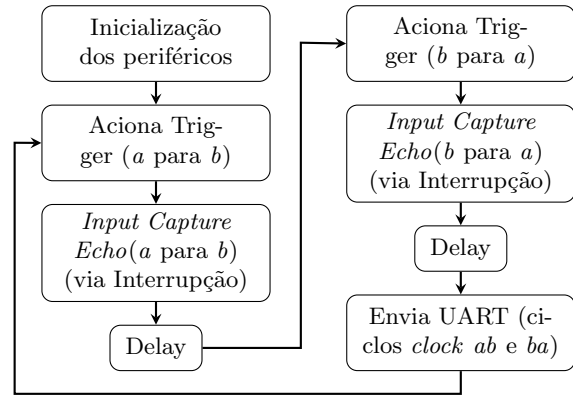 Inicialização
dos periféricos
Aciona Trig-
ger (a para b)
Input Capture
Echo(a para b)
(via Interrupção)
Delay
Aciona Trig-
ger (b para a)
Input Capture
Echo(b para a)
(via Interrupção)
Delay
Envia UART (ci-
clos clock ab e ba)